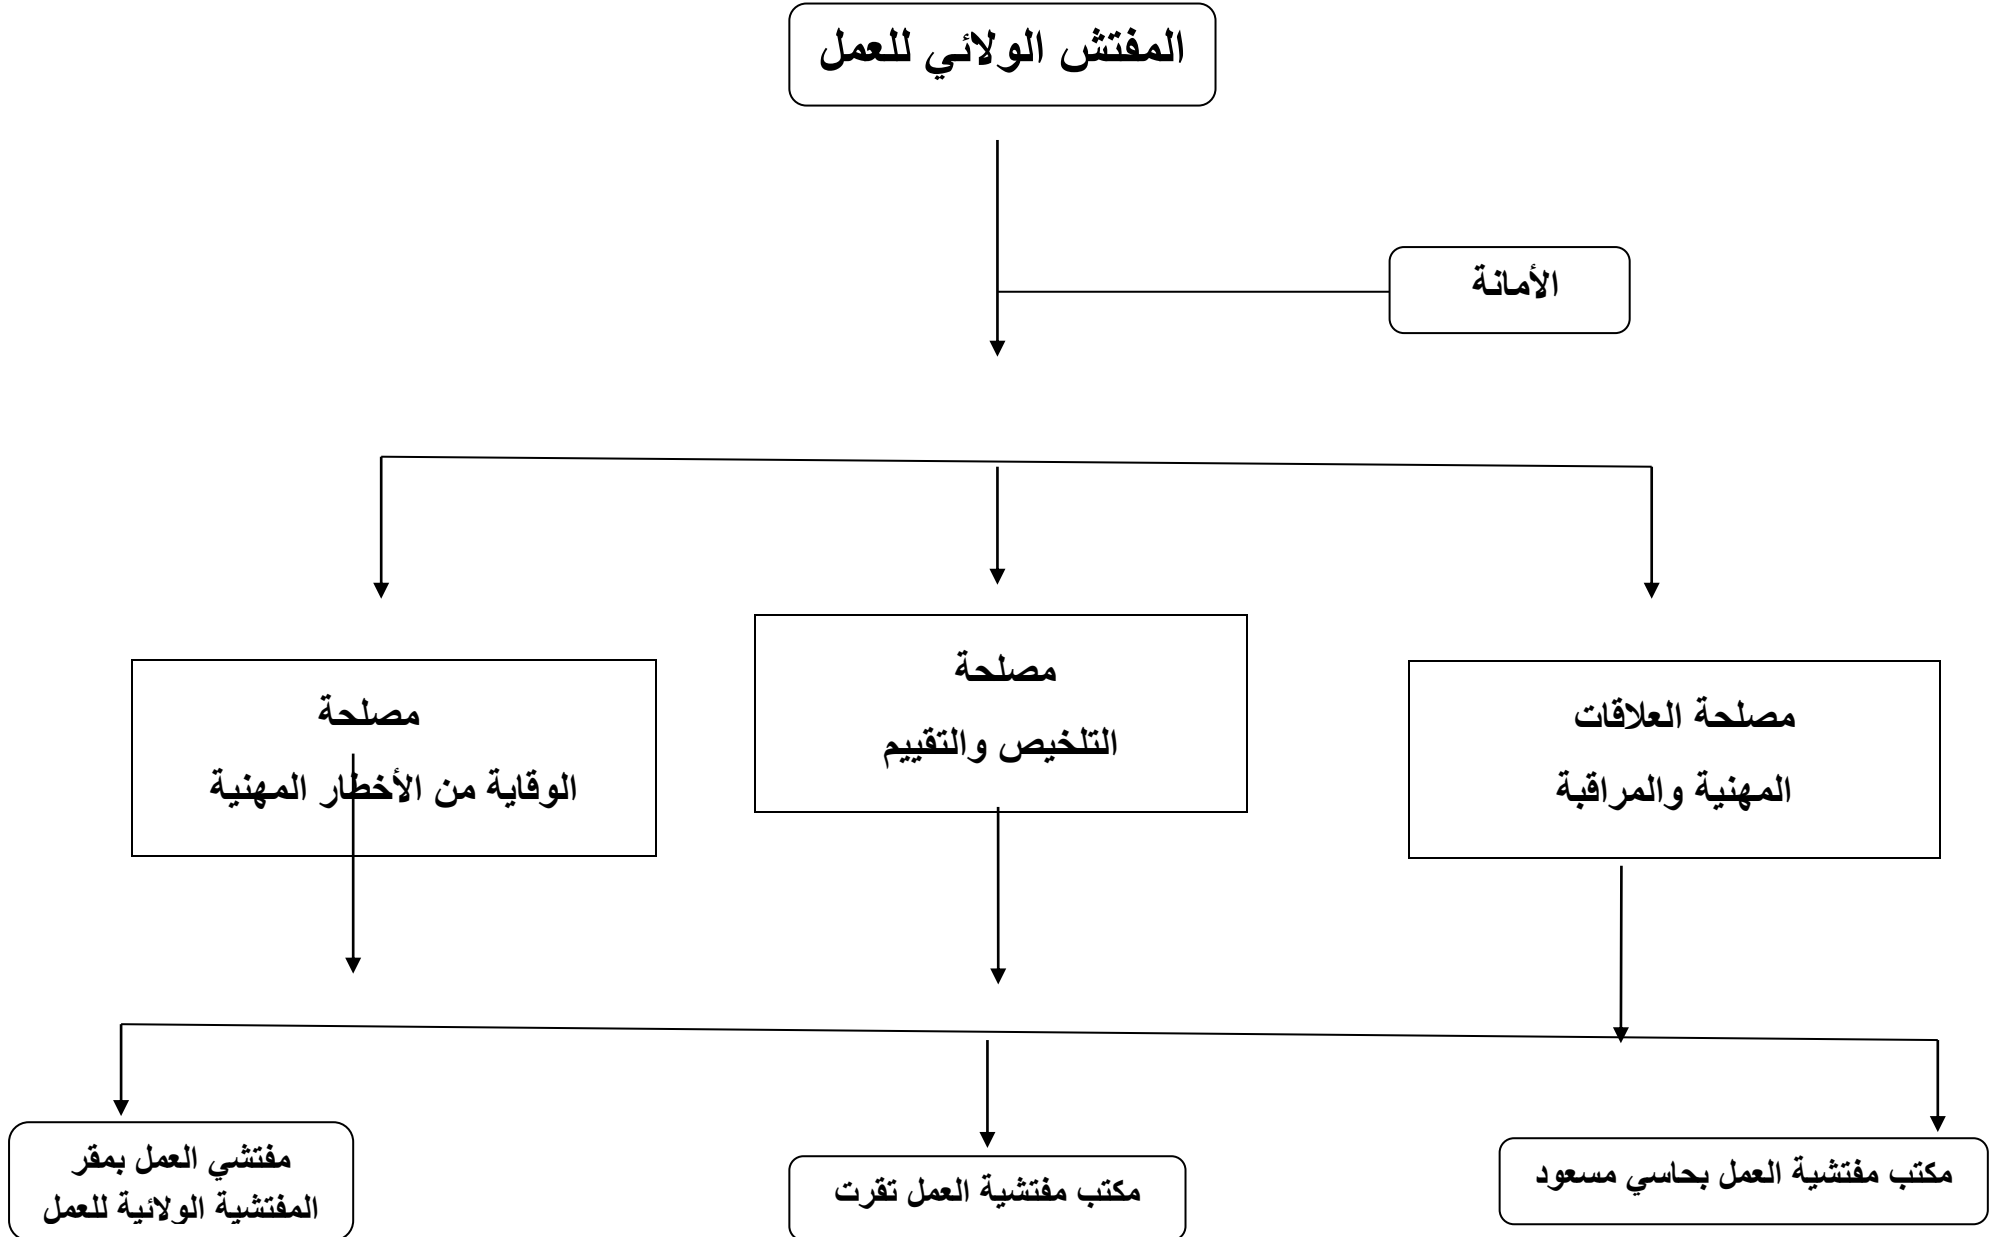 المفتش الولائي للعمل
الأمانة
مصلحة العلاقات
المهنية والمراقبة
مصلحة
التلخيص والتقييم
مصلحة
الوقاية من الأخطار المهنية
مكتب مفتشية العمل بحاسي مسعود
مكتب مفتشية العمل تقرت
مفتشي العمل بمقر
المفتشية الولائية للعمل